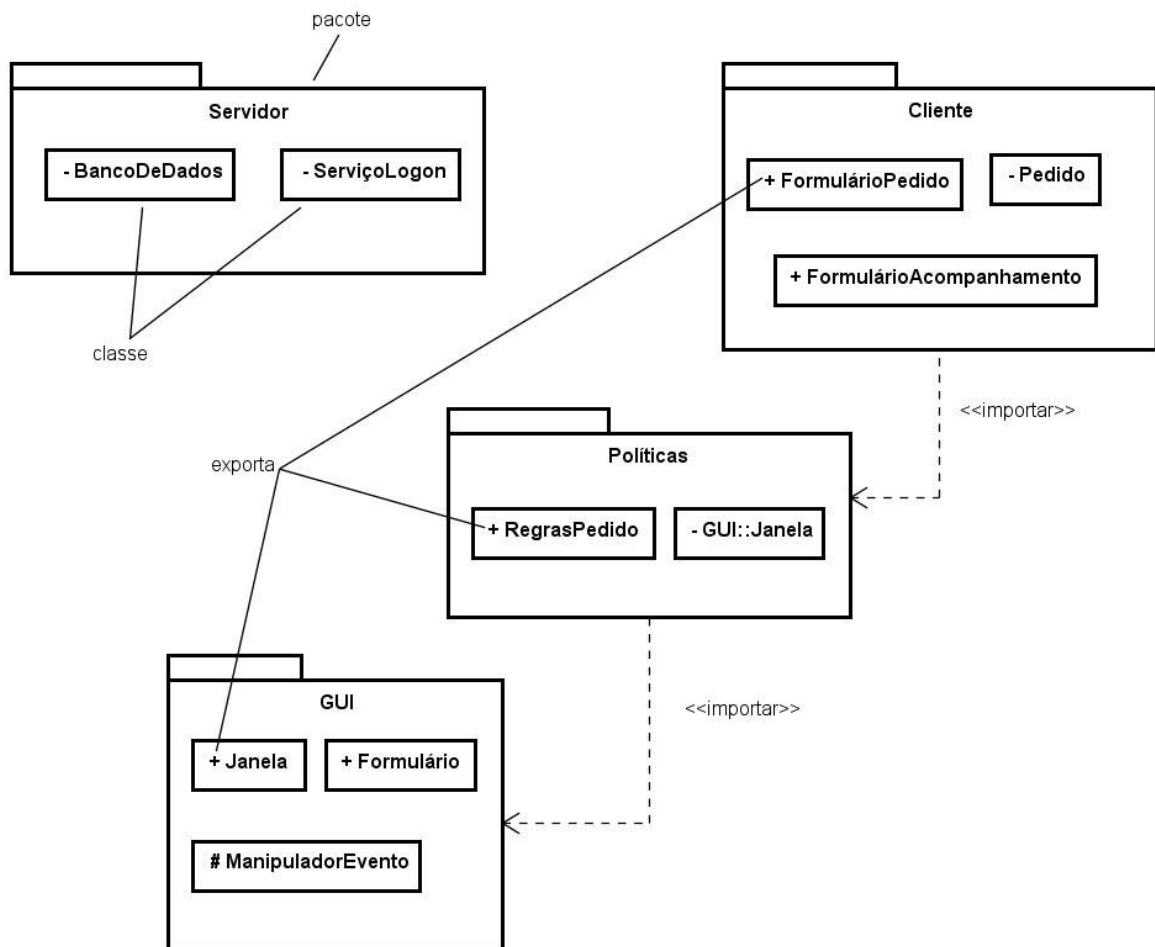 pacote
Servidor
- BancoDeDados
- ServiçoLogon
classe
Cliente
+ FormulárioPedido
- Pedido
+ FormulárioAcompanhamento
<<importar>>
exporta
Políticas
+ RegrasPedido
- GUI::Janela
<<importar>>
GUI
+ Janela
+ Formulário
# ManipuladorEvento